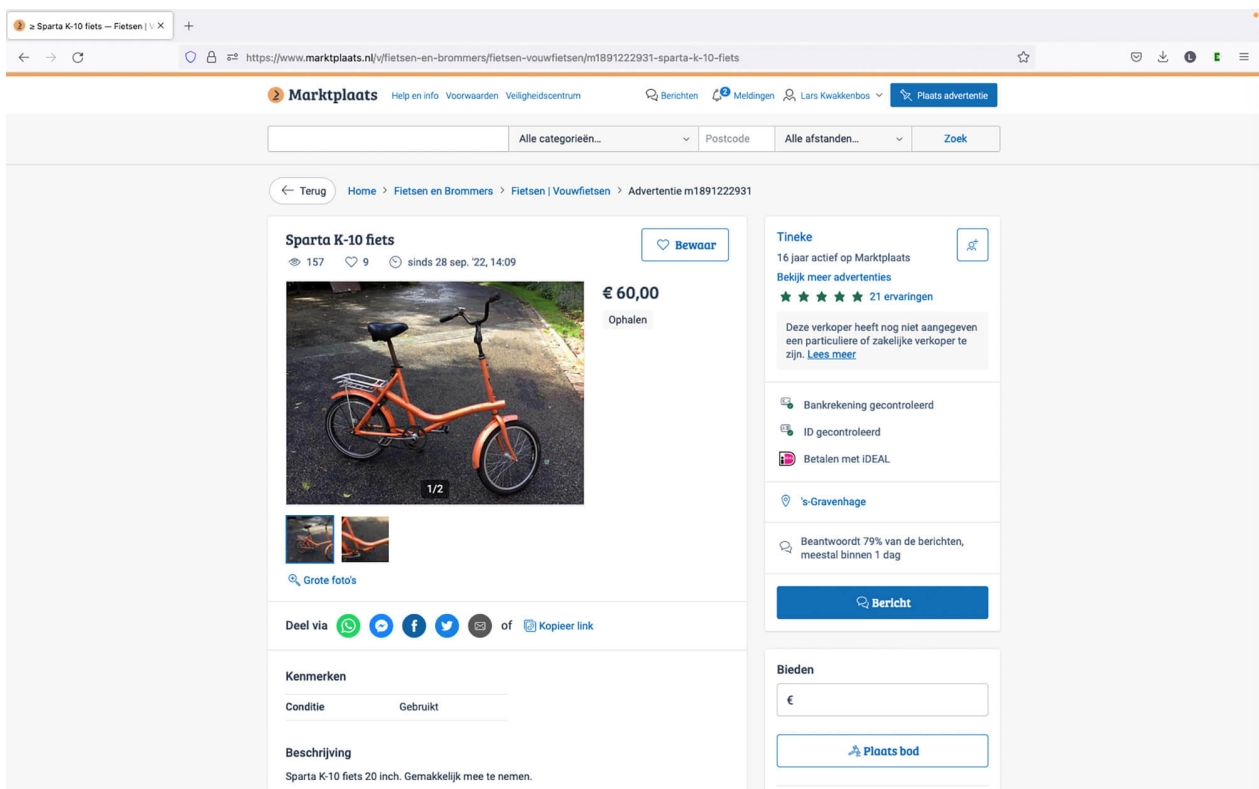 ≥ Sparta K-10 fiets — Fietsen | V
https://www.marktplaats.nl/v/fietsen-en-brommers/fietsen-vouwfietsen/m1891222931-sparta-k-10-fiets
Marktplaats Help en info Voorwaarden Veiligheidscentrum Berichten 2 Meldingen Lars Kwakkenbos Plaats advertentie
Alle categorieën... Postcode Alle afstanden... Zoek
Terug Home > Fietsen en Brommers > Fietsen | Vouwfietsen > Advertentie m1891222931
Sparta K-10 fiets
157 9 sinds 28 sep. '22, 14:09
Bewaar
€ 60,00
Ophalen
1/2
Grote foto's
Deel via of Kopieer link
Kenmerken
Conditie Gebruikt
Beschrijving
Sparta K-10 fiets 20 inch. Gemakkelijk mee te nemen.
Tineke
16 jaar actief op Marktplaats
Bekijk meer advertenties
21 ervaringen
Deze verkoper heeft nog niet aangegeven
een particuliere of zakelijke verkoper te
zijn. Lees meer
Bankrekening gecontroleerd
ID gecontroleerd
Betalen met iDEAL
's-Gravenhage
Beantwoordt 79% van de berichten,
meestal binnen 1 dag
Bericht
Bieden
€
Plaats bod